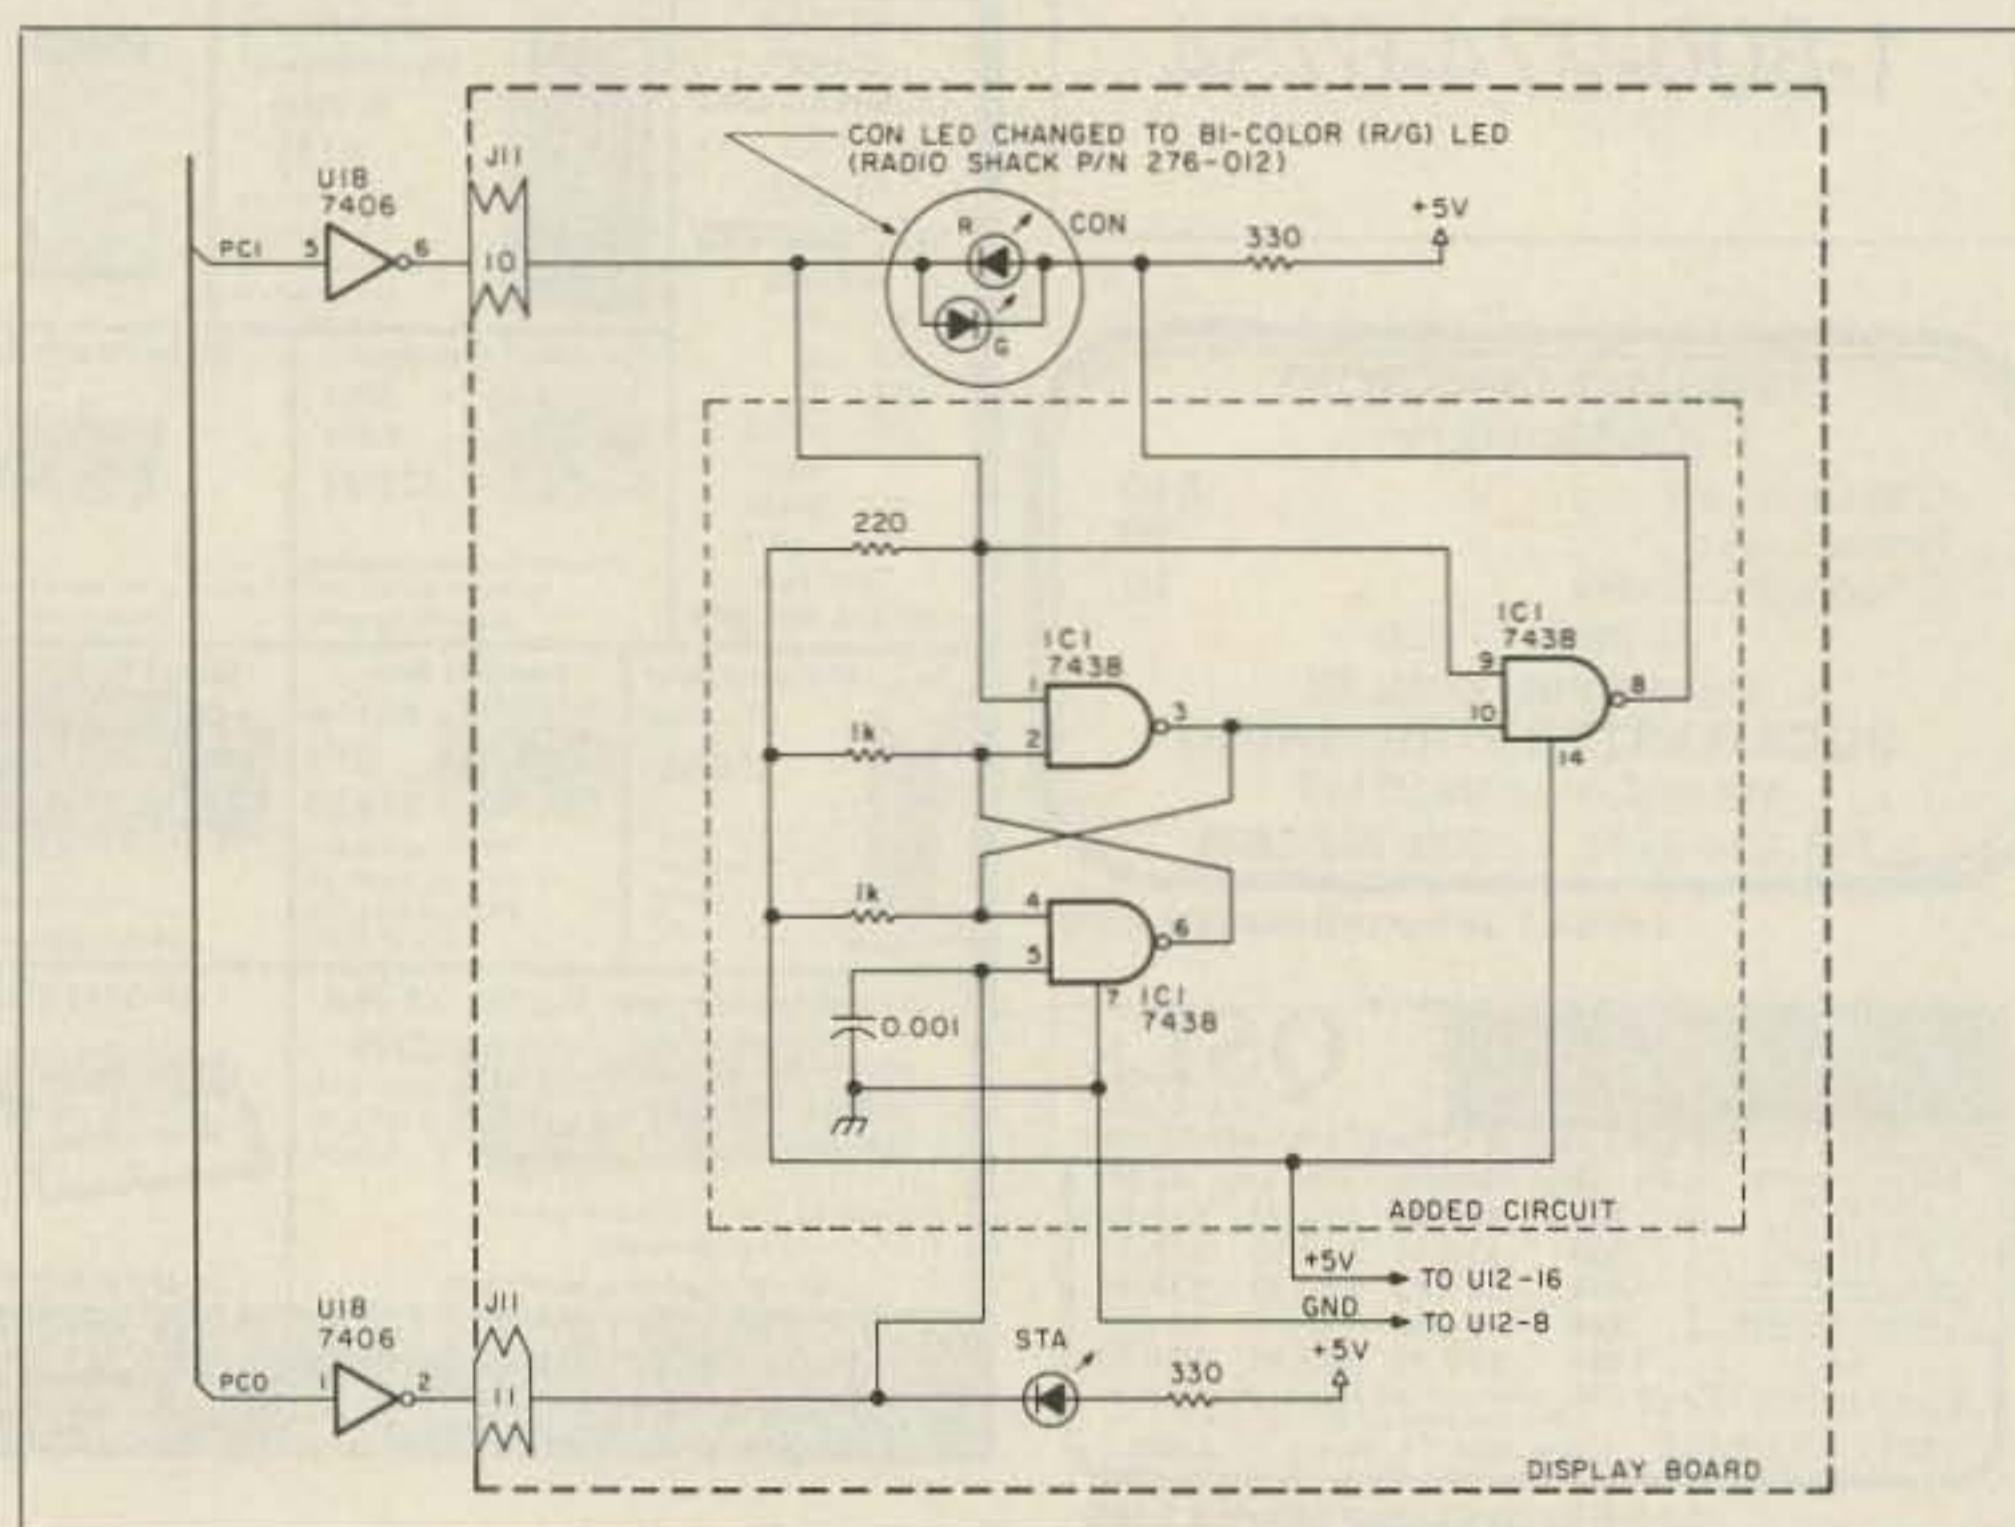 CON LED CHANGED TO BI-COLOR (R/G) LED
(RADIO SHACK P/N 276-012)
J11
U18
7406
PC1
5
6
10
R
G
CON
330
+5V
220
IC1
7438
1
2
3
1k
IC1
7438
9
10
8
14
1k
4
5
6
7
IC1
7438
0.001
ADDED CIRCUIT
+5V
TO U12-16
GND
TO U12-8
U18
7406
PC0
1
2
J11
11
STA
330
+5V
DISPLAY BOARD